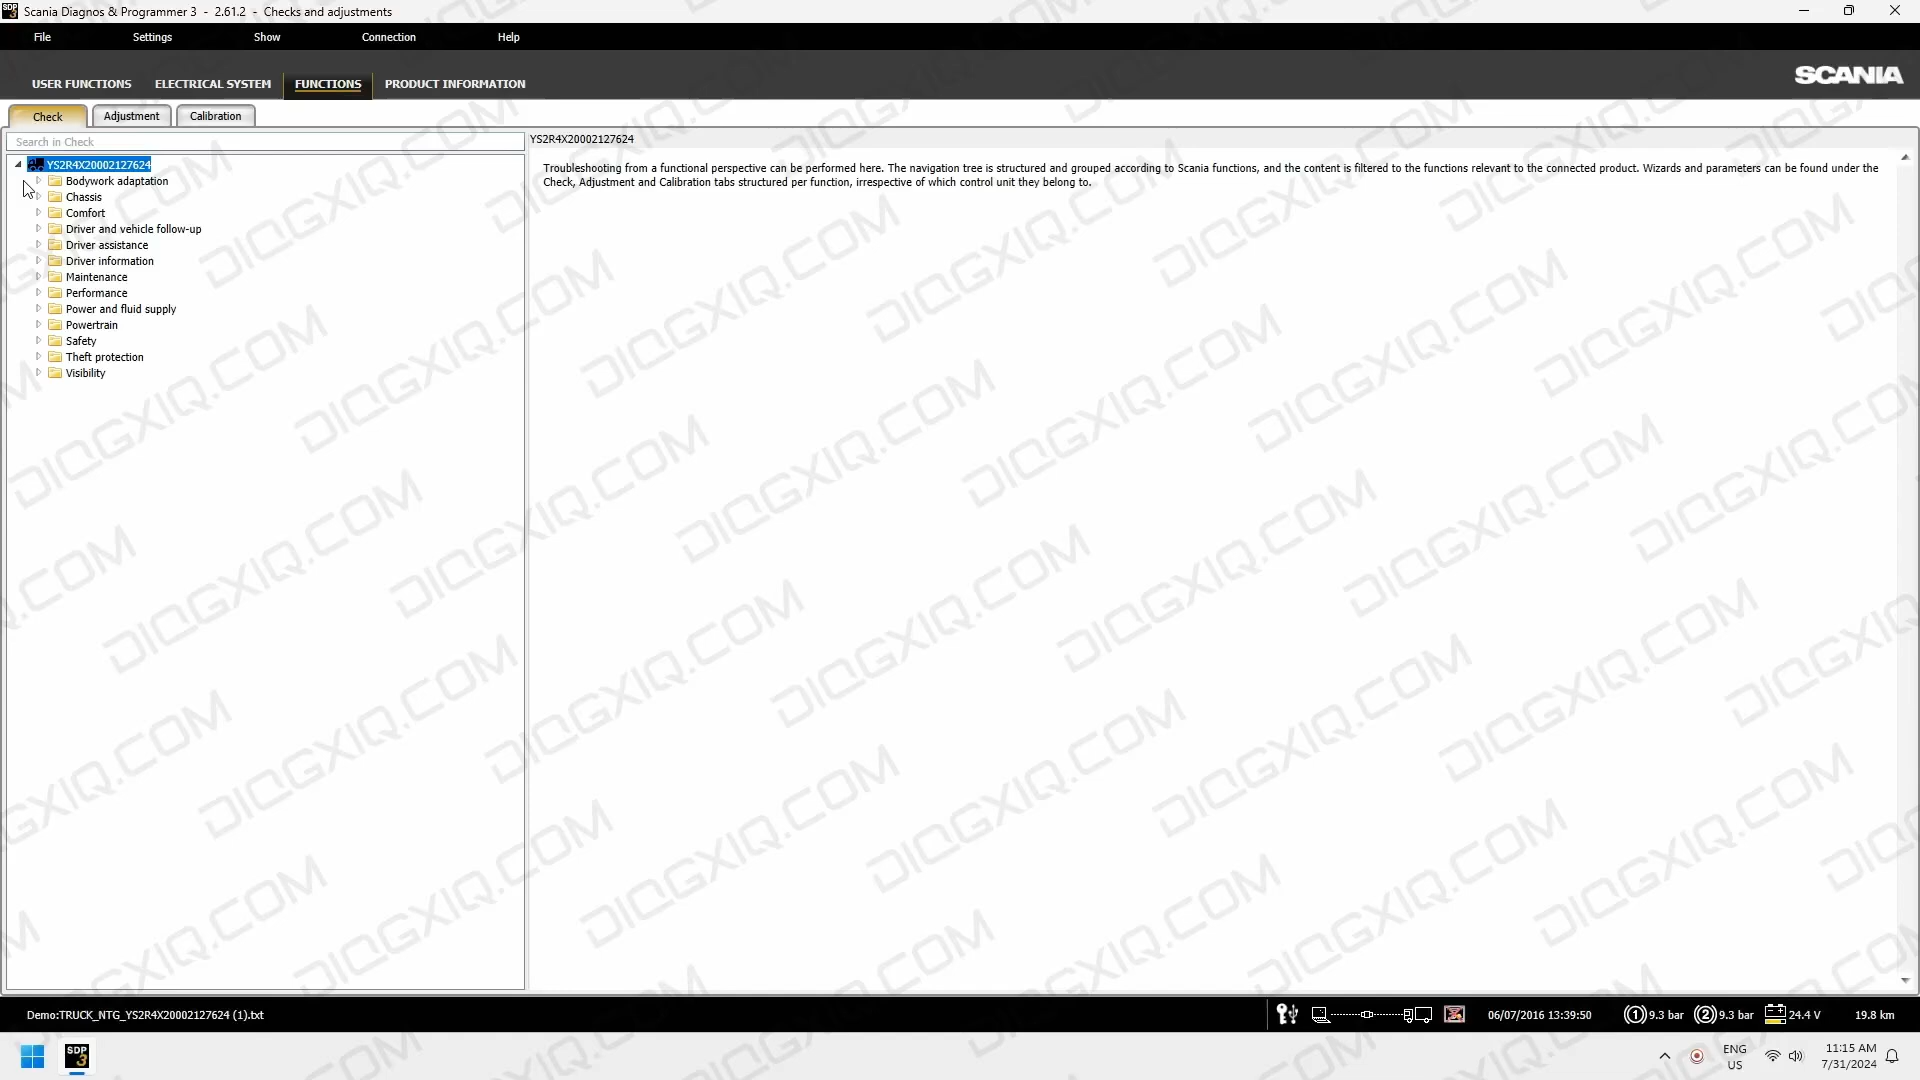 Scania Diagnos & Programmer 3 - 2.61.2 - Checks and adjustments
File Settings Show Connection Help
USER FUNCTIONS ELECTRICAL SYSTEM FUNCTIONS PRODUCT INFORMATION
SCANIA
Check Adjustment Calibration
Search in Check
YS2R4X20002127624
YS2R4X20002127624
Bodywork adaptation
Chassis
Comfort
Driver and vehicle follow-up
Driver assistance
Driver information
Maintenance
Performance
Power and fluid supply
Powertrain
Safety
Theft protection
Visibility
Troubleshooting from a functional perspective can be performed here. The navigation tree is structured and grouped according to Scania functions, and the content is filtered to the functions relevant to the connected product. Wizards and parameters can be found under the
Check, Adjustment and Calibration tabs structured per function, irrespective of which control unit they belong to.
DIAGXIQ.COM
Demo:TRUCK_NTG_YS2R4X20002127624 (1).txt
06/07/2016 13:39:50 1 9.3 bar 2 9.3 bar 24.4 V 19.8 km
SDP
3
ENG
US
11:15 AM
7/31/2024